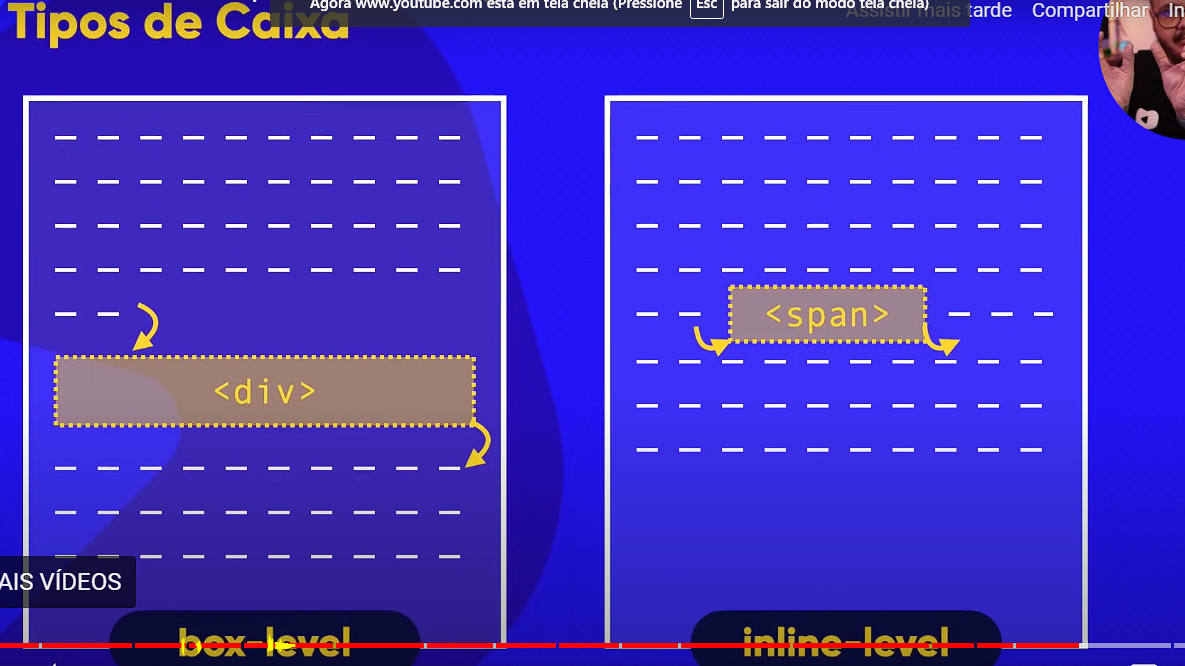 Agora www.youtube.com está em tela cheia (Pressione Esc para sair do modo tela cheia)
Tipos de Caixa
Assistir mais tarde Compartilhar In
<div>
<span>
AIS VÍDEOS
box-level
inline-level